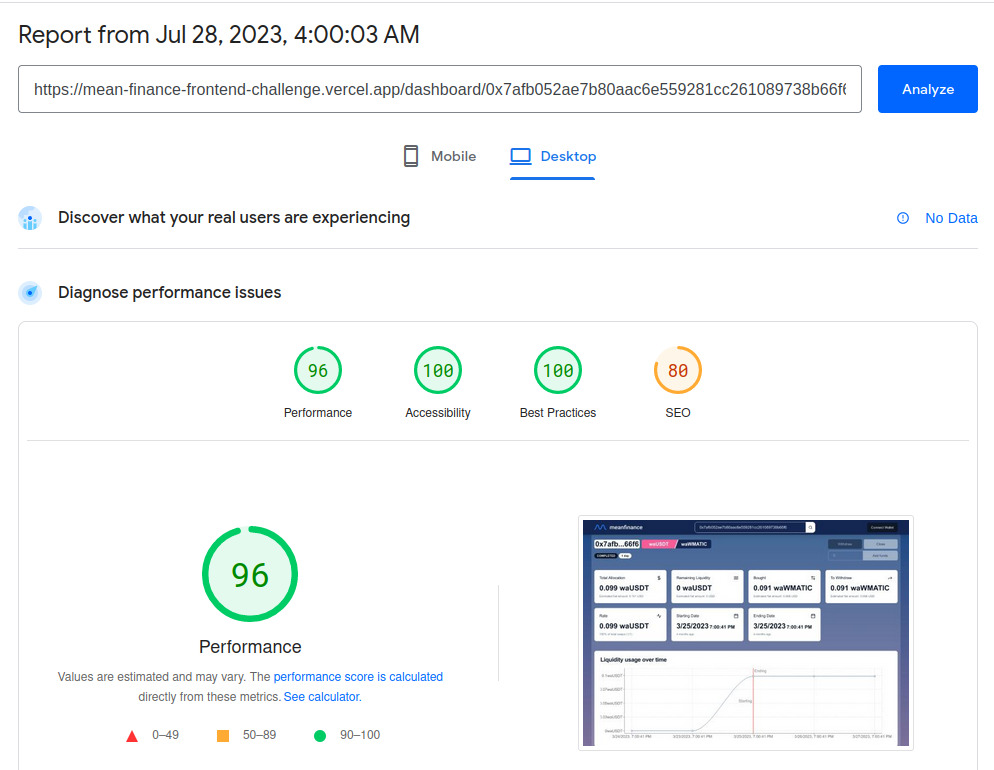 Report from Jul 28, 2023, 4:00:03 AM
https://mean-finance-frontend-challenge.vercel.app/dashboard/0x7afb052ae7b80aac6e559281cc261089738b66f6
Analyze
Mobile
Desktop
Discover what your real users are experiencing
No Data
Diagnose performance issues
96
100
100
80
Performance
Accessibility
Best Practices
SEO
96
Performance
Values are estimated and may vary. The performance score is calculated
directly from these metrics. See calculator.
0–49
50–89
90–100
meanfinance
Connect Wallet
0x7afb...66f6
waUSDT
waWMATIC
COMPLETED
Total Allocation
0.099 waUSDT
Remaining Liquidity
0 waUSDT
Bought
0.091 waWMATIC
To Withdraw
0.091 waWMATIC
Rate
0.099 waUSDT
Starting Date
3/25/2023 7:00:41 PM
Ending Date
3/25/2023 7:00:41 PM
Liquidity usage over time
Ending
Starting